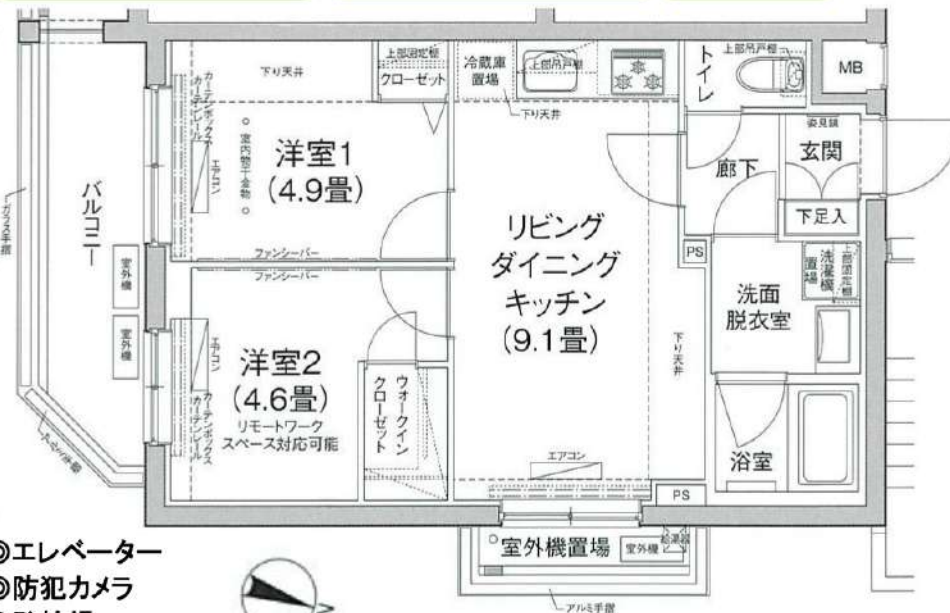 下り天井
上部固定棚
クローゼット
冷蔵庫
置場
上部吊戸棚
下り天井
トイレ
上部吊戸棚
MB
カーテンボックス
カーテンレール
エアコン
室内物干金物
洋室1
(4.9畳)
ファンシーバー
ファンシーバー
廊下
姿見鏡
玄関
下足入
バルコニー
ガラス手摺
室外機
室外機
リビング
ダイニング
キッチン
(9.1畳)
PS
洗面
脱衣室
洗濯機
置場
上部固定棚
エアコン
カーテンボックス
カーテンレール
洋室2
(4.6畳)
リモートワーク
スペース対応可能
ウォークイン
クローゼット
下り天井
浴室
エアコン
PS
室外機置場
室外機
給湯器
アルミ手摺
◎エレベーター
◎防犯カメラ